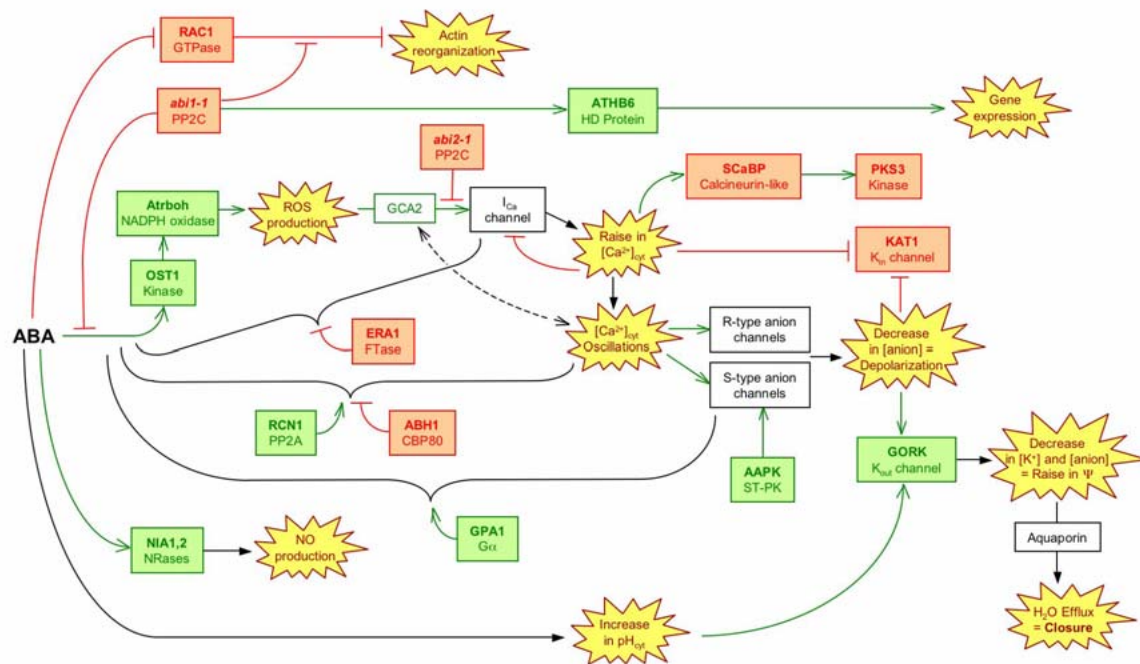 RAC1
GTPase
Actin
reorganization
abi1-1
PP2C
ATHB6
HD Protein
Gene
expression
abi2-1
PP2C
SCaBP
Calcineurin-like
PKS3
Kinase
Atrboh
NADPH oxidase
ROS
production
GCA2
I_Ca
channel
Raise in
[Ca²⁺]cyt
KAT1
K_in channel
OST1
Kinase
ABA
ERA1
FTase
[Ca²⁺]cyt
Oscillations
R-type anion
channels
S-type anion
channels
Decrease
in [anion] =
Depolarization
RCN1
PP2A
ABH1
CBP80
AAPK
ST-PK
GORK
K_out channel
Decrease
in [K⁺] and [anion]
= Raise in Ψ
GPA1
Gα
NIA1,2
NRases
NO
production
Aquaporin
Increase
in pHcyt
H₂O Efflux
= Closure